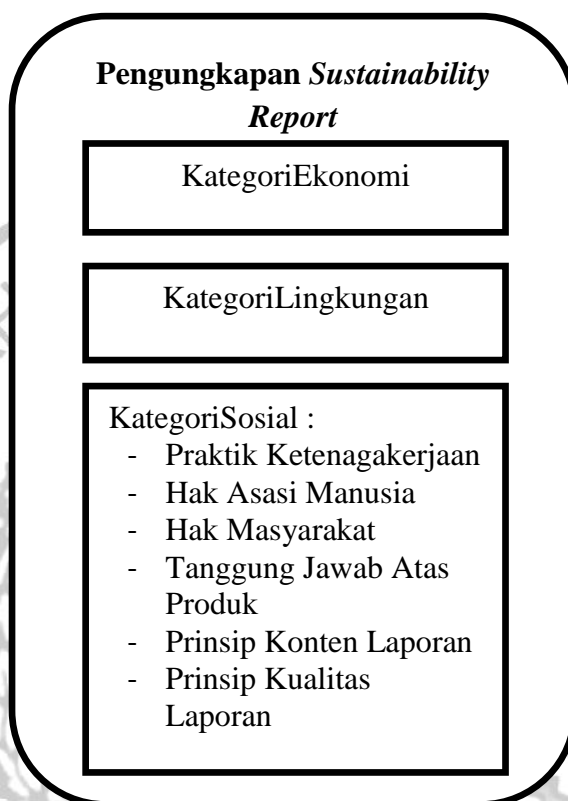 Pengungkapan Sustainability
Report
KategoriEkonomi
KategoriLingkungan
KategoriSosial :
- Praktik Ketenagakerjaan
- Hak Asasi Manusia
- Hak Masyarakat
- Tanggung Jawab Atas
Produk
- Prinsip Konten Laporan
- Prinsip Kualitas
Laporan